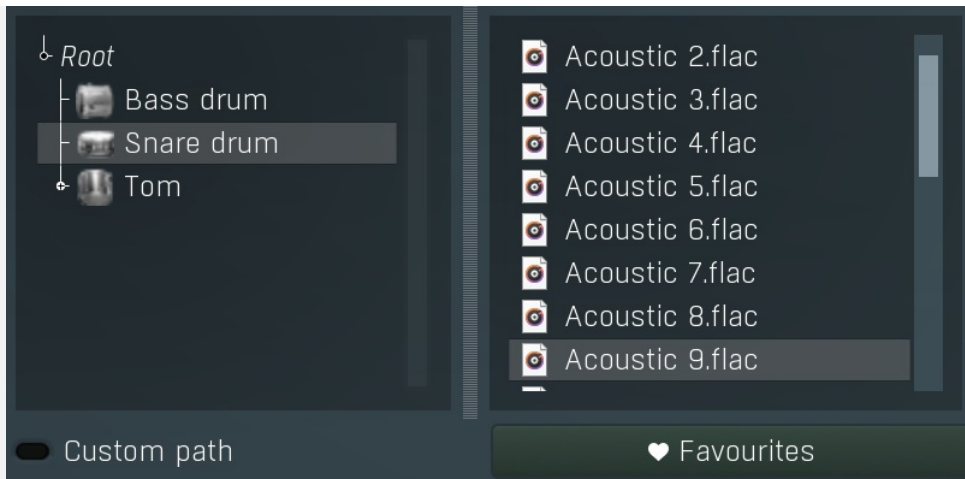 Root
Bass drum
Snare drum
Tom
Custom path
Acoustic 2.flac
Acoustic 3.flac
Acoustic 4.flac
Acoustic 5.flac
Acoustic 6.flac
Acoustic 7.flac
Acoustic 8.flac
Acoustic 9.flac
Favourites